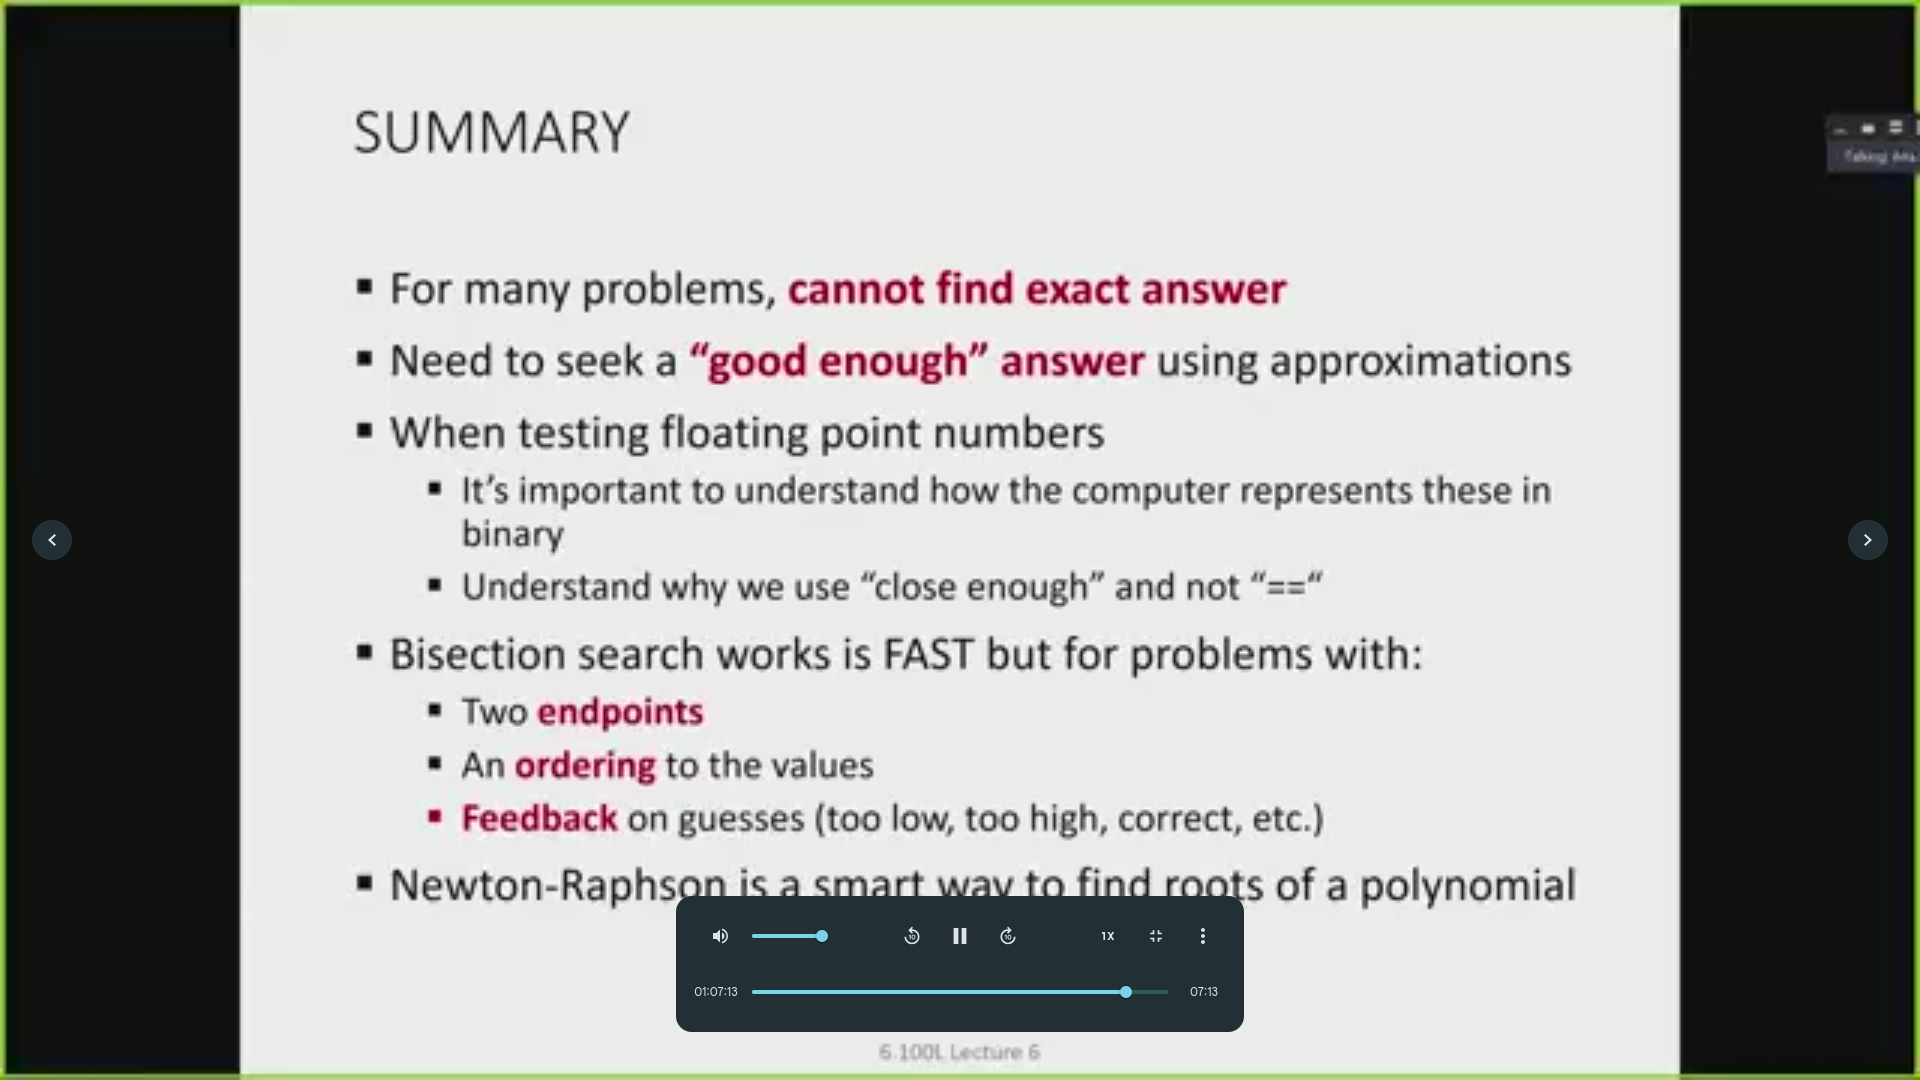 SUMMARY
▪ For many problems, cannot find exact answer
▪ Need to seek a “good enough” answer using approximations
▪ When testing floating point numbers
▪ It’s important to understand how the computer represents these in
binary
▪ Understand why we use “close enough” and not “==“
▪ Bisection search works is FAST but for problems with:
▪ Two endpoints
▪ An ordering to the values
▪ Feedback on guesses (too low, too high, correct, etc.)
▪ Newton-Raphson is a smart way to find roots of a polynomial
10
10
1X
01:07:13
07:13
6.100L Lecture 6
Talking: